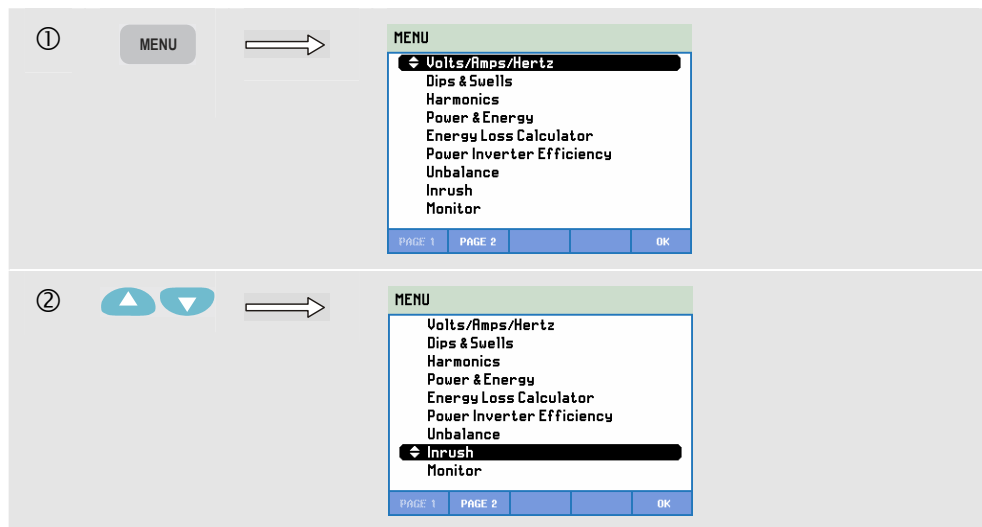 ①
MENU
MENU
Volts/Amps/Hertz
Dips & Swells
Harmonics
Power & Energy
Energy Loss Calculator
Power Inverter Efficiency
Unbalance
Inrush
Monitor
PAGE 1 PAGE 2 OK
②
MENU
Volts/Amps/Hertz
Dips & Swells
Harmonics
Power & Energy
Energy Loss Calculator
Power Inverter Efficiency
Unbalance
Inrush
Monitor
PAGE 1 PAGE 2 OK